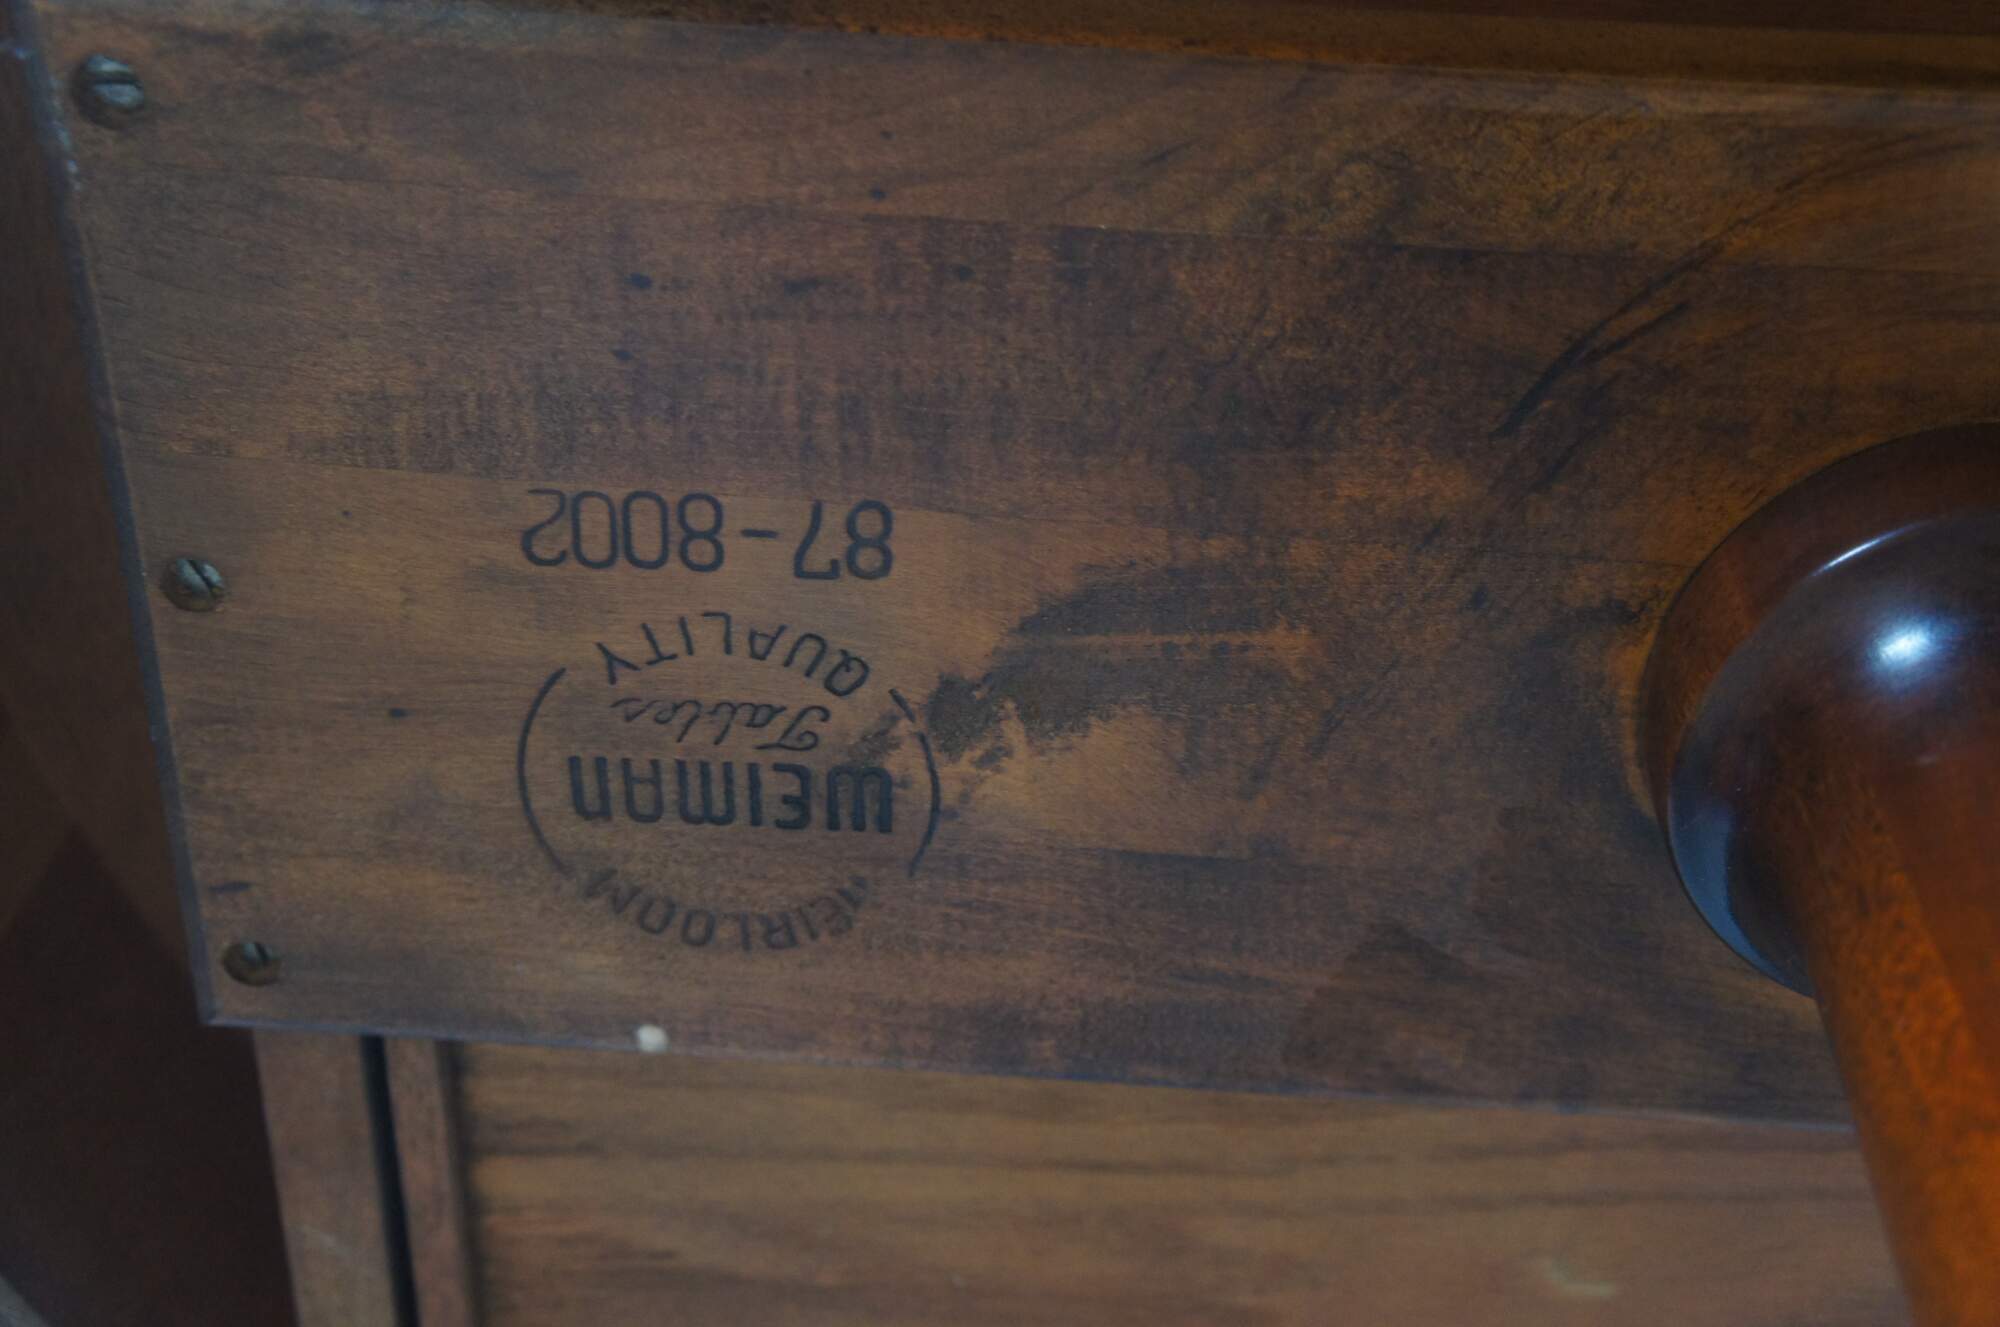 HEIRLOOM
WEIMAN
Tables
QUALITY
87-8002